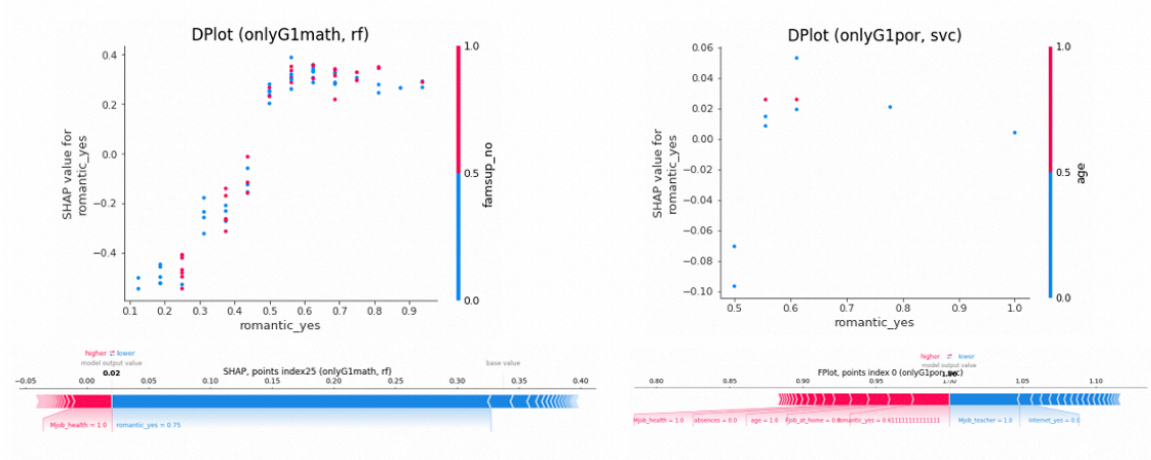 DPlot (onlyG1math, rf)
0.4
0.2
0.0
−0.2
−0.4
SHAP value for
romantic_yes
0.1 0.2 0.3 0.4 0.5 0.6 0.7 0.8 0.9
romantic_yes
1.0
0.5
0.0
famsup_no
DPlot (onlyG1por, svc)
0.06
0.04
0.02
0.00
−0.02
−0.04
−0.06
−0.08
−0.10
SHAP value for
romantic_yes
0.5 0.6 0.7 0.8 0.9 1.0
romantic_yes
1.0
0.5
0.0
age
higher ⇄ lower
model output value
base value
0.02
SHAP, points index25 (onlyG1math, rf)
−0.05 0.00 0.05 0.10 0.15 0.20 0.25 0.30 0.35 0.40
Mjob_health = 1.0
romantic_yes = 0.75
higher ⇄ lower
model output value
FPlot, points index 0 (onlyG1por, svc)
0.80 0.85 0.90 0.95 1.00 1.05 1.10
Mjob_health = 1.0
absences = 0.0
age = 1.0
Fjob_at_home = 0.0
romantic_yes = 0.6111111111111111
Mjob_teacher = 1.0
internet_yes = 0.0